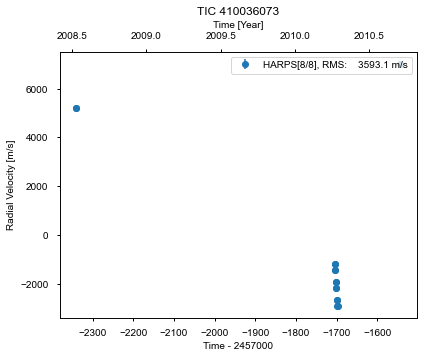 TIC 410036073
Time [Year]
2008.5 2009.0 2009.5 2010.0 2010.5
HARPS[8/8], RMS: 3593.1 m/s
6000
4000
2000
0
−2000
Radial Velocity [m/s]
−2300 −2200 −2100 −2000 −1900 −1800 −1700 −1600
Time - 2457000